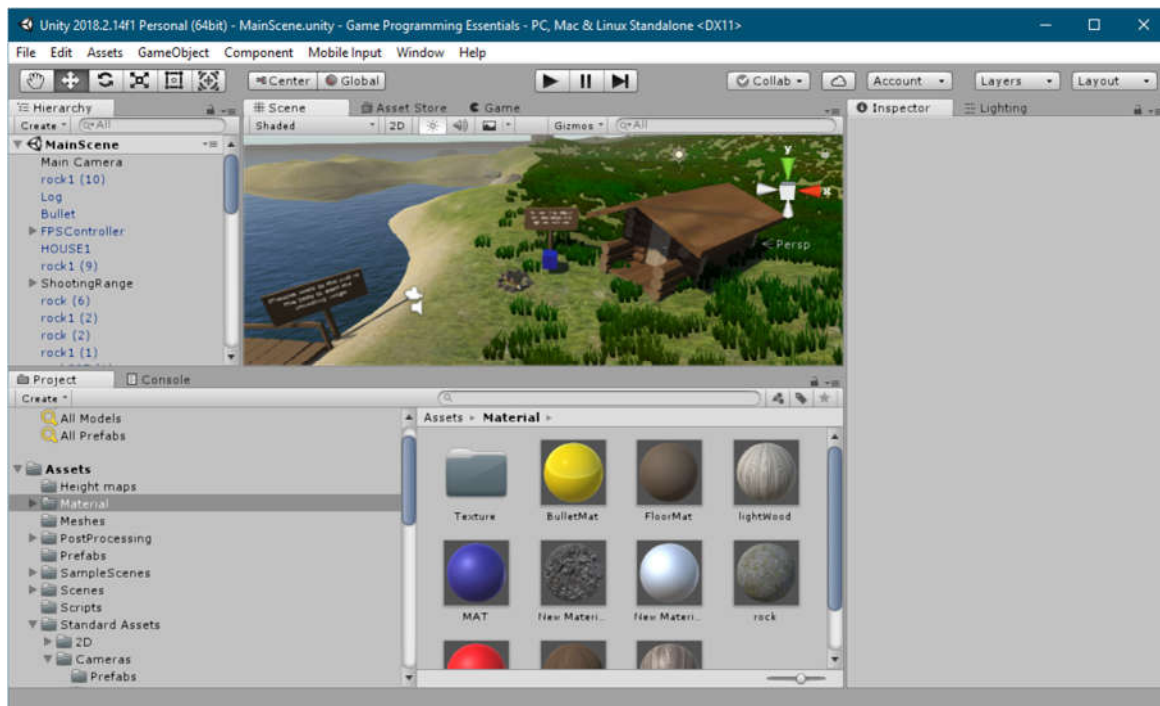 Unity 2018.2.14f1 Personal (64bit) - MainScene.unity - Game Programming Essentials - PC, Mac & Linux Standalone <DX11>
File Edit Assets GameObject Component Mobile Input Window Help
Center Global Collab Account Layers Layout
Hierarchy
Create All
MainScene
Main Camera
rock1 (10)
Log
Bullet
FPSController
HOUSE1
rock1 (9)
ShootingRange
rock (6)
rock1 (2)
rock (2)
rock1 (1)
Scene Asset Store Game
Shaded 2D Gizmos All
y
x
Persp
Inspector Lighting
Project Console
Create
All Models
All Prefabs
Assets
Height maps
Material
Meshes
PostProcessing
Prefabs
SampleScenes
Scenes
Scripts
Standard Assets
2D
Cameras
Prefabs
Assets Material
Texture BulletMat FloorMat lightWood
MAT New Materi... New Materi... rock